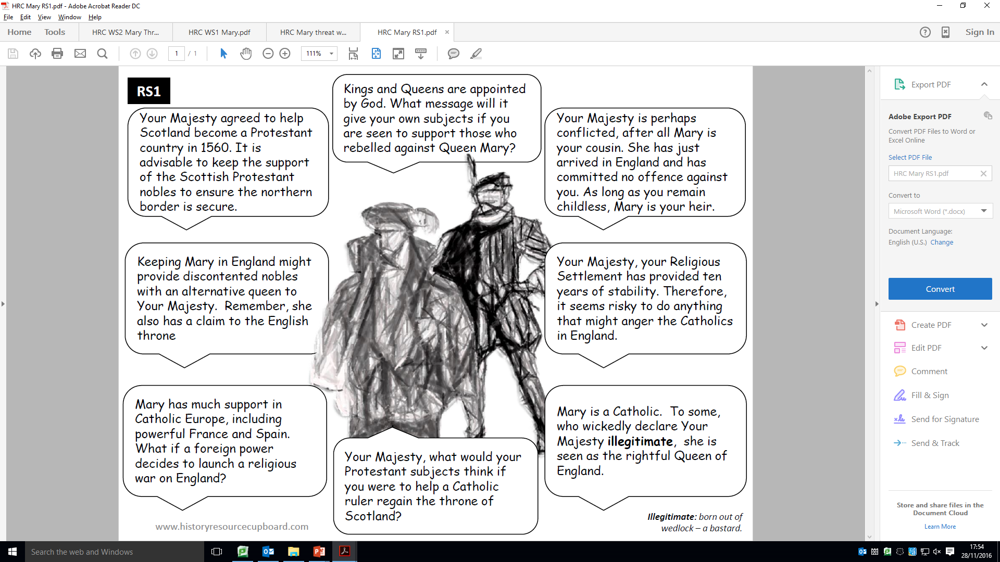 HRC Mary RS1.pdf - Adobe Acrobat Reader DC
File Edit View Window Help
Home Tools HRC WS2 Mary Thr... HRC WS1 Mary.pdf HRC Mary threat w... HRC Mary RS1.pdf × Sign In
1 / 1 111%
RS1
Your Majesty agreed to help
Scotland become a Protestant
country in 1560. It is
advisable to keep the support
of the Scottish Protestant
nobles to ensure the northern
border is secure.
Kings and Queens are appointed
by God. What message will it
give your own subjects if you
are seen to support those who
rebelled against Queen Mary?
Your Majesty is perhaps
conflicted, after all Mary is
your cousin. She has just
arrived in England and has
committed no offence against
you. As long as you remain
childless, Mary is your heir.
Keeping Mary in England might
provide discontented nobles
with an alternative queen to
Your Majesty. Remember, she
also has a claim to the English
throne
Your Majesty, your Religious
Settlement has provided ten
years of stability. Therefore,
it seems risky to do anything
that might anger the Catholics
in England.
Mary has much support in
Catholic Europe, including
powerful France and Spain.
What if a foreign power
decides to launch a religious
war on England?
Your Majesty, what would your
Protestant subjects think if
you were to help a Catholic
ruler regain the throne of
Scotland?
Mary is a Catholic. To some,
who wickedly declare Your
Majesty illegitimate, she is
seen as the rightful Queen of
England.
www.historyresourcecupboard.com
Illegitimate: born out of
wedlock – a bastard.
Export PDF
Adobe Export PDF
Convert PDF Files to Word or
Excel Online
Select PDF File
HRC Mary RS1.pdf
Convert to
Microsoft Word (*.docx)
Document Language:
English (U.S.) Change
Convert
Create PDF
Edit PDF
Comment
Fill & Sign
Send for Signature
Send & Track
Store and share files in the
Document Cloud
Learn More
Search the web and Windows
17:54
28/11/2016